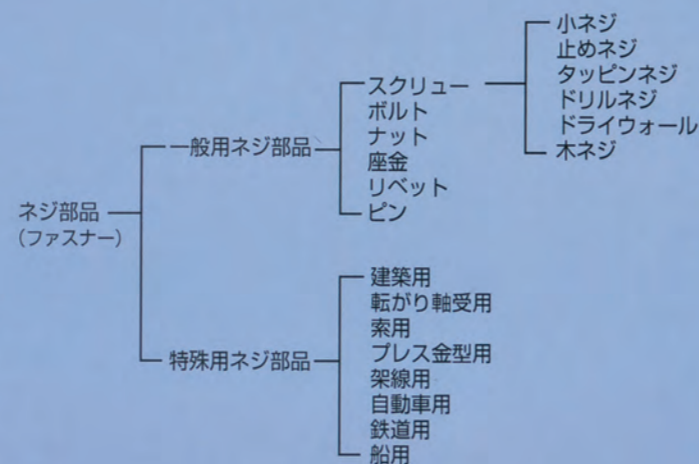 ネジ部品
(ファスナー)
一般用ネジ部品
スクリュー
ボルト
ナット
座金
リベット
ピン
小ネジ
止めネジ
タッピンネジ
ドリルネジ
ドライウォール
木ネジ
特殊用ネジ部品
建築用
転がり軸受用
索用
プレス金型用
架線用
自動車用
鉄道用
船用